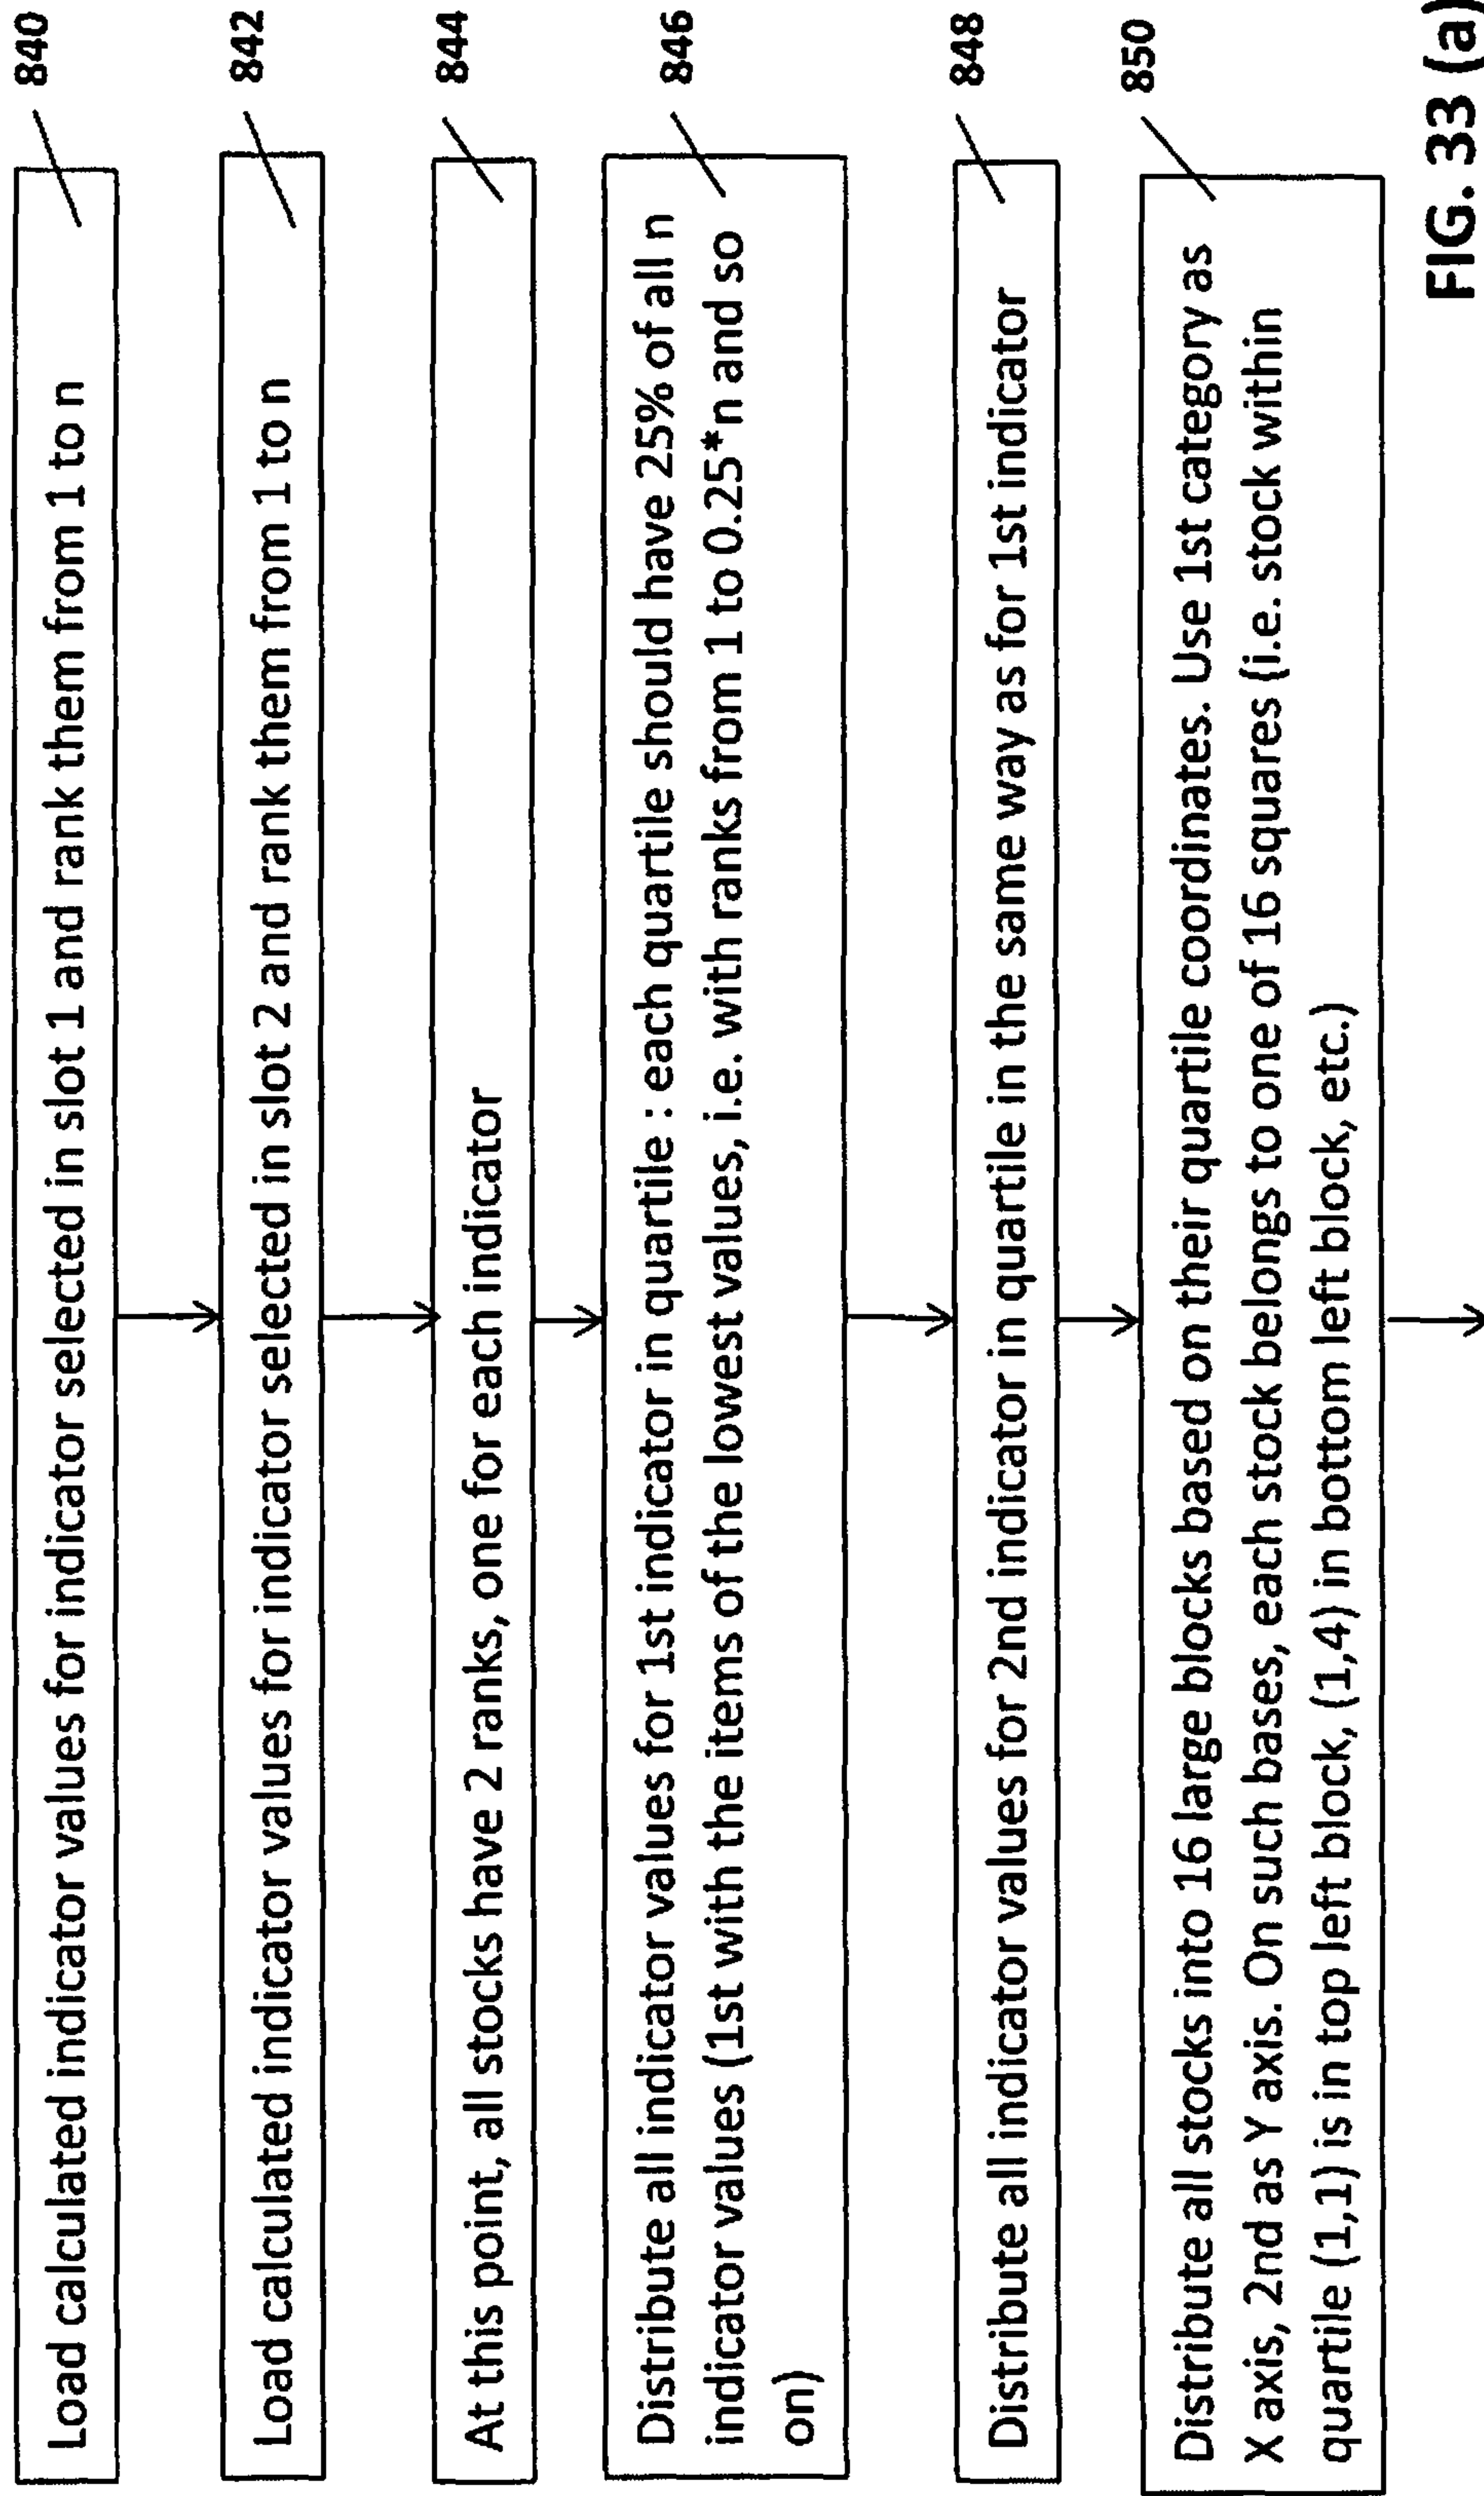 Load calculated indicator values for indicator selected in slot 1 and rank them from 1 to n
840
Load calculated indicator values for indicator selected in slot 2 and rank them from 1 to n
842
At this point, all stocks have 2 ranks, one for each indicator
844
Distribute all indicator values for 1st indicator in quartile : each quartile should have 25% of all n
indicator values (1st with the items of the lowest values, i.e. with ranks from 1 to 0.25*n and so
on)
846
Distribute all indicator values for 2nd indicator in quartile in the same way as for 1st indicator
848
Distribute all stocks into 16 large blocks based on their quartile coordinates. Use 1st category as
X axis, 2nd as Y axis. On such bases, each stock belongs to one of 16 squares (i.e. stock within
quartile (1,1) is in top left block, (1,4) in bottom left block, etc.)
850
FIG. 33 (a)